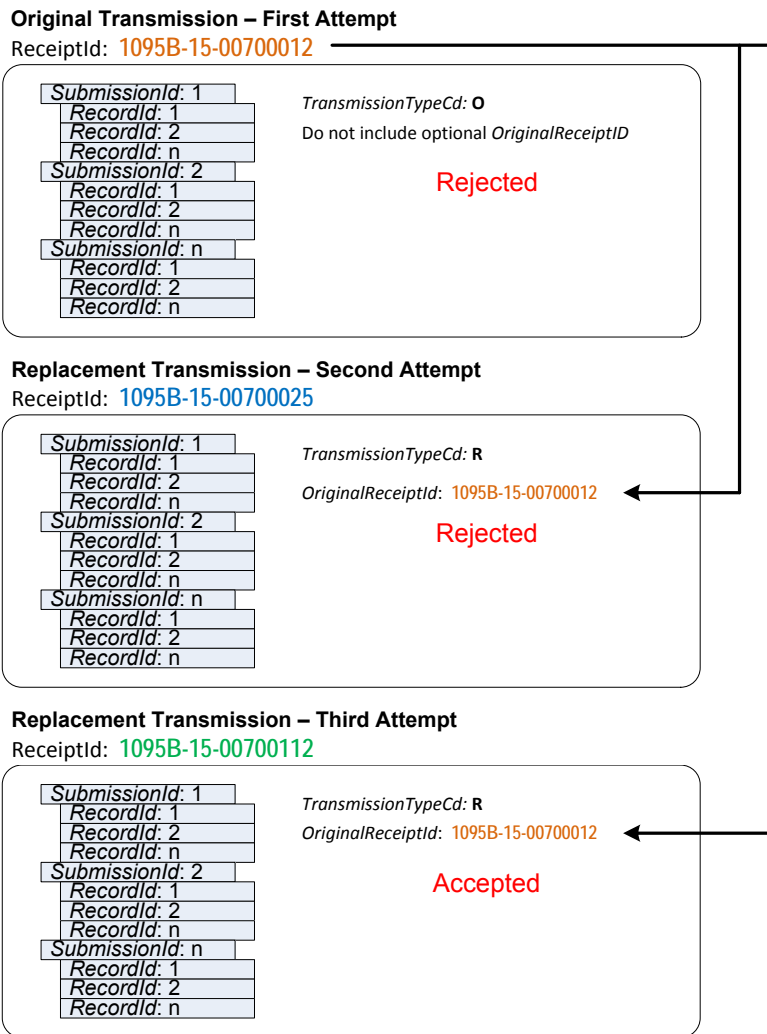 Original Transmission – First Attempt
ReceiptId: 1095B-15-00700012
SubmissionId: 1
RecordId: 1
RecordId: 2
RecordId: n
SubmissionId: 2
RecordId: 1
RecordId: 2
RecordId: n
SubmissionId: n
RecordId: 1
RecordId: 2
RecordId: n
TransmissionTypeCd: O
Do not include optional OriginalReceiptID
Rejected
Replacement Transmission – Second Attempt
ReceiptId: 1095B-15-00700025
SubmissionId: 1
RecordId: 1
RecordId: 2
RecordId: n
SubmissionId: 2
RecordId: 1
RecordId: 2
RecordId: n
SubmissionId: n
RecordId: 1
RecordId: 2
RecordId: n
TransmissionTypeCd: R
OriginalReceiptId: 1095B-15-00700012
Rejected
Replacement Transmission – Third Attempt
ReceiptId: 1095B-15-00700112
SubmissionId: 1
RecordId: 1
RecordId: 2
RecordId: n
SubmissionId: 2
RecordId: 1
RecordId: 2
RecordId: n
SubmissionId: n
RecordId: 1
RecordId: 2
RecordId: n
TransmissionTypeCd: R
OriginalReceiptId: 1095B-15-00700012
Accepted